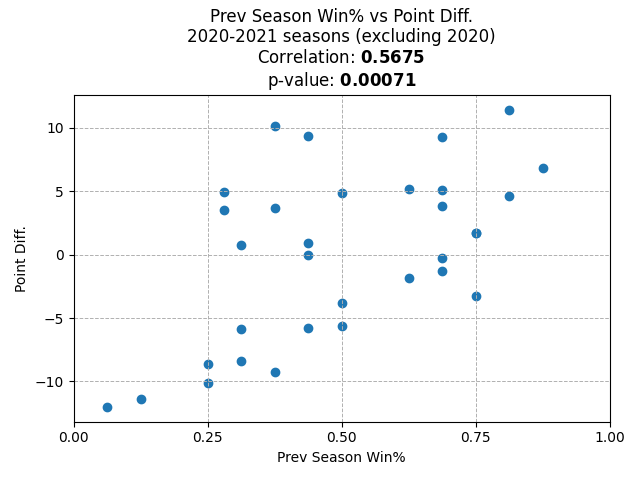 Prev Season Win% vs Point Diff.
2020-2021 seasons (excluding 2020)
Correlation: 0.5675
p-value: 0.00071
10
5
0
−5
−10
Point Diff.
0.00 0.25 0.50 0.75 1.00
Prev Season Win%